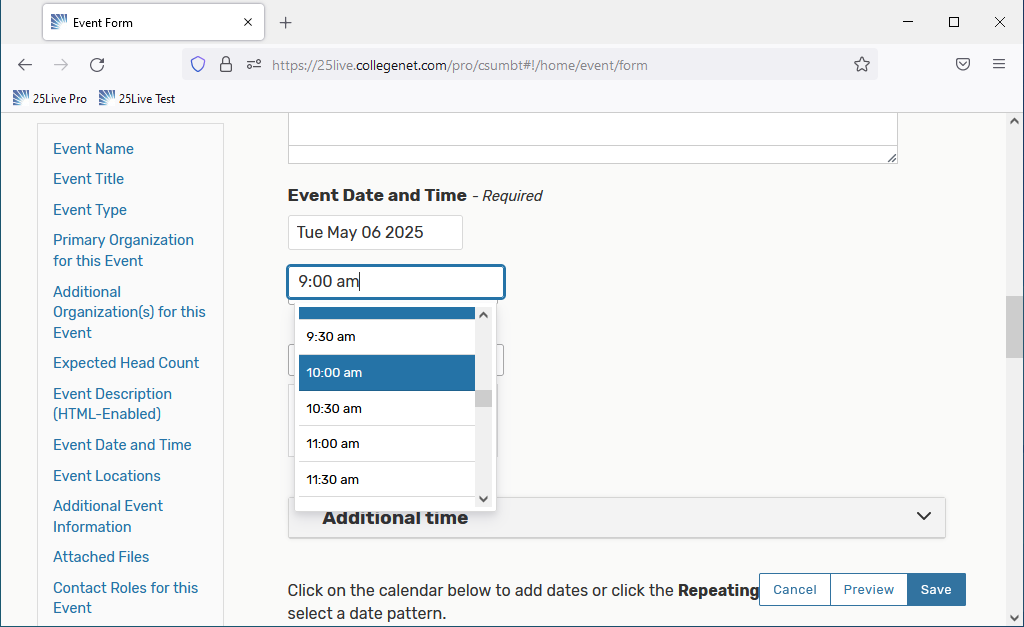 Event Form
https://25live.collegenet.com/pro/csumbt#!/home/event/form
25Live Pro
25Live Test
Event Name
Event Title
Event Type
Primary Organization
for this Event
Additional
Organization(s) for this
Event
Expected Head Count
Event Description
(HTML-Enabled)
Event Date and Time
Event Locations
Additional Event
Information
Attached Files
Contact Roles for this
Event
Event Date and Time - Required
Tue May 06 2025
9:00 am
9:30 am
10:00 am
10:30 am
11:00 am
11:30 am
Additional time
Click on the calendar below to add dates or click the Repeating
select a date pattern.
Cancel
Preview
Save